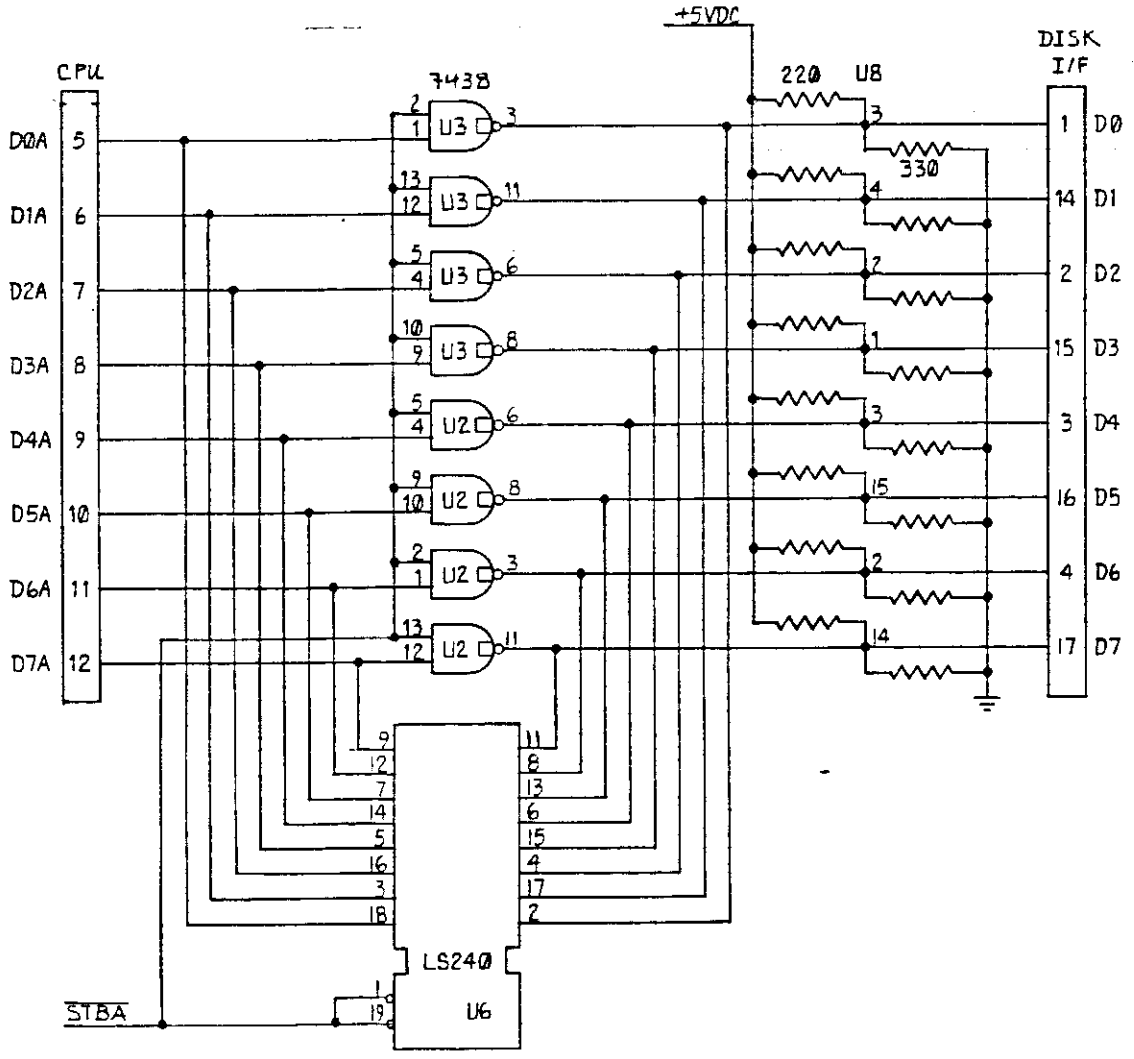 +5VDC
DISK
I/F
CPU
7438
220 U8
2
1 U3 3
3
330
D0A 5
1 D0
13
12 U3 11
4
D1A 6
14 D1
5
4 U3 6
2
D2A 7
2 D2
10
9 U3 8
1
D3A 8
15 D3
5
4 U2 6
3
D4A 9
3 D4
9
10 U2 8
15
D5A 10
16 D5
2
1 U2 3
2
D6A 11
4 D6
13
12 U2 11
14
D7A 12
17 D7
9 11
12 8
7 13
14 6
5 15
16 4
3 17
18 2
LS240
1
19 U6
STBA